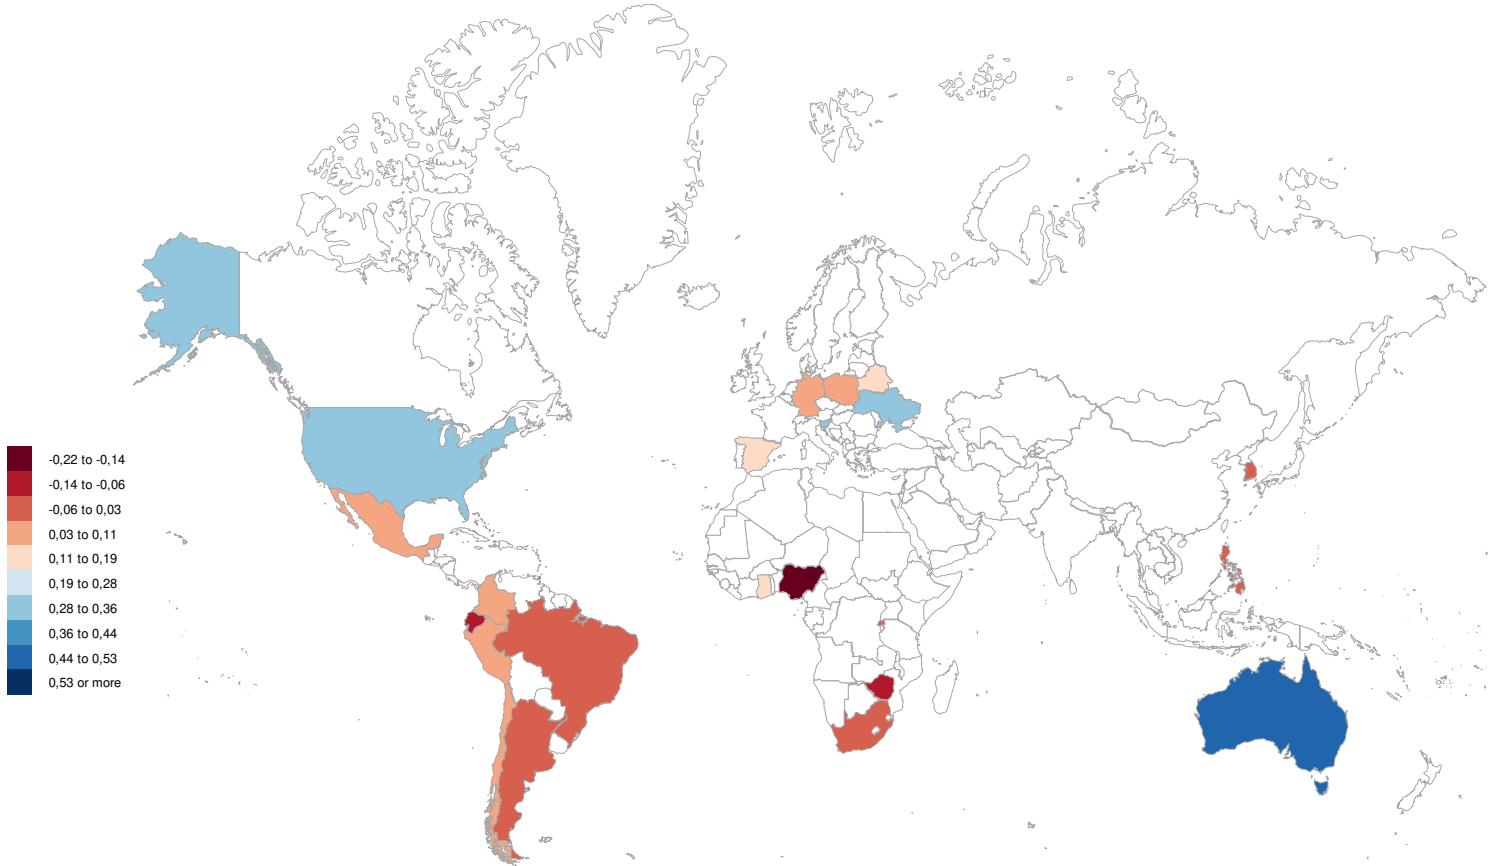 -0,22 to -0,14
-0,14 to -0,06
-0,06 to 0,03
0,03 to 0,11
0,11 to 0,19
0,19 to 0,28
0,28 to 0,36
0,36 to 0,44
0,44 to 0,53
0,53 or more